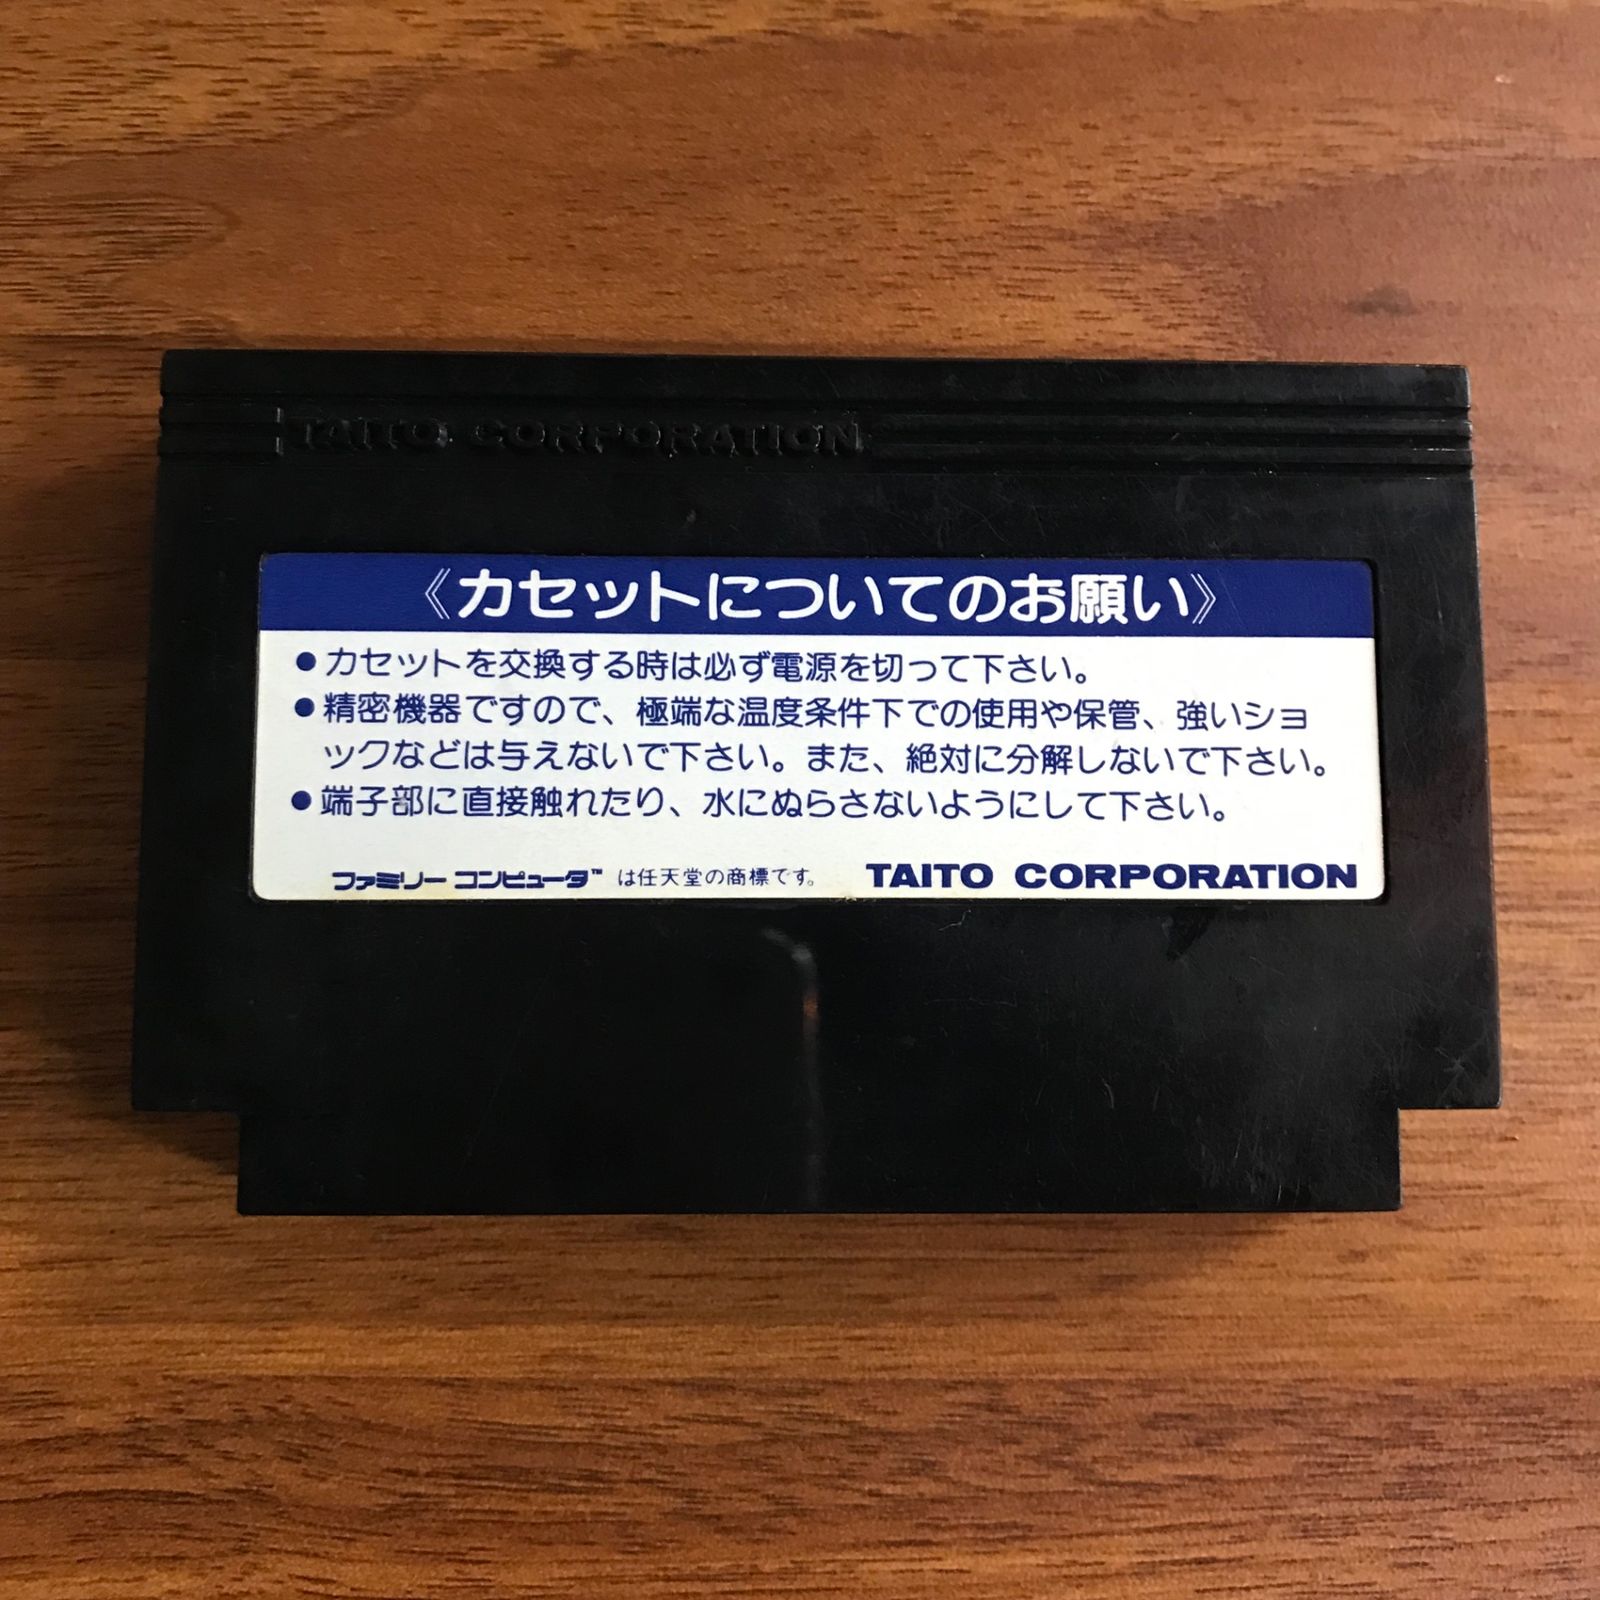 TAITO CORPORATION
《カセットについてのお願い》
●カセットを交換する時は必ず電源を切って下さい。
●精密機器ですので、極端な温度条件下での使用や保管、強いショ
ックなどは与えないで下さい。また、絶対に分解しないで下さい。
●端子部に直接触れたり、水にぬらさないようにして下さい。
ファミリーコンピュータ™は任天堂の商標です。 TAITO CORPORATION